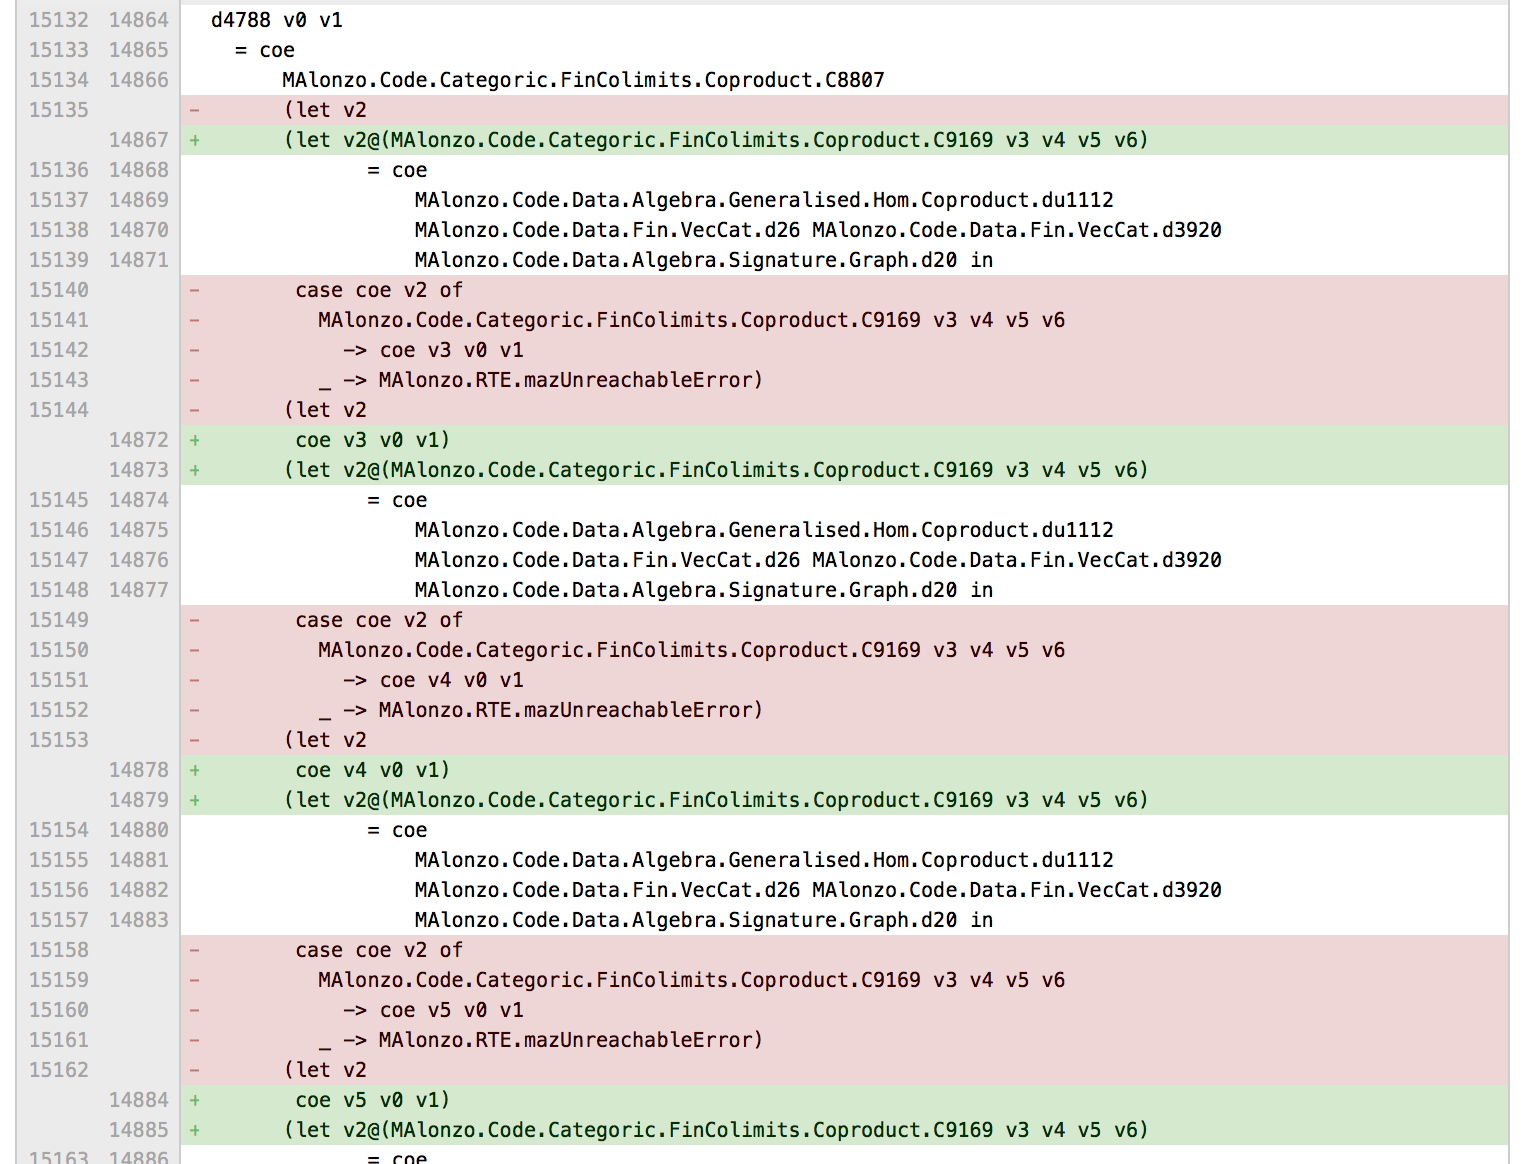 15132 14864 d4788 v0 v1
15133 14865 = coe
15134 14866 MAlonzo.Code.Categoric.FinColimits.Coproduct.C8807
15135 - (let v2
14867 + (let v2@(MAlonzo.Code.Categoric.FinColimits.Coproduct.C9169 v3 v4 v5 v6)
15136 14868 = coe
15137 14869 MAlonzo.Code.Data.Algebra.Generalised.Hom.Coproduct.du1112
15138 14870 MAlonzo.Code.Data.Fin.VecCat.d26 MAlonzo.Code.Data.Fin.VecCat.d3920
15139 14871 MAlonzo.Code.Data.Algebra.Signature.Graph.d20 in
15140 - case coe v2 of
15141 - MAlonzo.Code.Categoric.FinColimits.Coproduct.C9169 v3 v4 v5 v6
15142 - -> coe v3 v0 v1
15143 - _ -> MAlonzo.RTE.mazUnreachableError)
15144 - (let v2
14872 + coe v3 v0 v1)
14873 + (let v2@(MAlonzo.Code.Categoric.FinColimits.Coproduct.C9169 v3 v4 v5 v6)
15145 14874 = coe
15146 14875 MAlonzo.Code.Data.Algebra.Generalised.Hom.Coproduct.du1112
15147 14876 MAlonzo.Code.Data.Fin.VecCat.d26 MAlonzo.Code.Data.Fin.VecCat.d3920
15148 14877 MAlonzo.Code.Data.Algebra.Signature.Graph.d20 in
15149 - case coe v2 of
15150 - MAlonzo.Code.Categoric.FinColimits.Coproduct.C9169 v3 v4 v5 v6
15151 - -> coe v4 v0 v1
15152 - _ -> MAlonzo.RTE.mazUnreachableError)
15153 - (let v2
14878 + coe v4 v0 v1)
14879 + (let v2@(MAlonzo.Code.Categoric.FinColimits.Coproduct.C9169 v3 v4 v5 v6)
15154 14880 = coe
15155 14881 MAlonzo.Code.Data.Algebra.Generalised.Hom.Coproduct.du1112
15156 14882 MAlonzo.Code.Data.Fin.VecCat.d26 MAlonzo.Code.Data.Fin.VecCat.d3920
15157 14883 MAlonzo.Code.Data.Algebra.Signature.Graph.d20 in
15158 - case coe v2 of
15159 - MAlonzo.Code.Categoric.FinColimits.Coproduct.C9169 v3 v4 v5 v6
15160 - -> coe v5 v0 v1
15161 - _ -> MAlonzo.RTE.mazUnreachableError)
15162 - (let v2
14884 + coe v5 v0 v1)
14885 + (let v2@(MAlonzo.Code.Categoric.FinColimits.Coproduct.C9169 v3 v4 v5 v6)
15163 14886 = coe